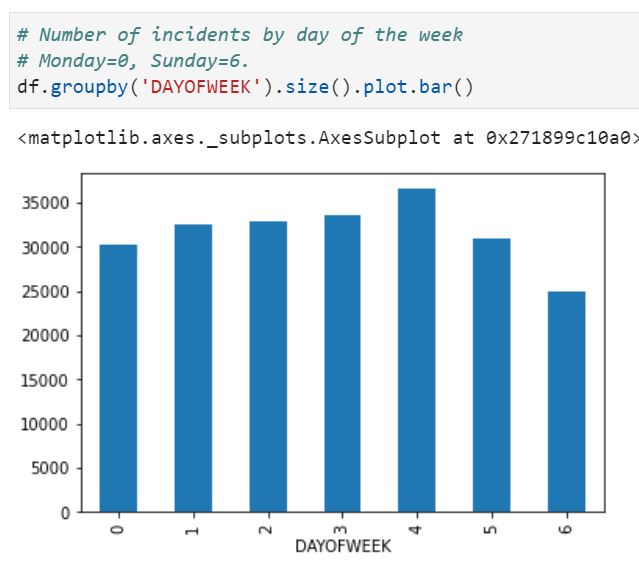 # Number of incidents by day of the week
# Monday=0, Sunday=6.
df.groupby('DAYOFWEEK').size().plot.bar()
<matplotlib.axes._subplots.AxesSubplot at 0x271899c10a0>
35000
30000
25000
20000
15000
10000
5000
0
0 1 2 3 4 5 6
DAYOFWEEK